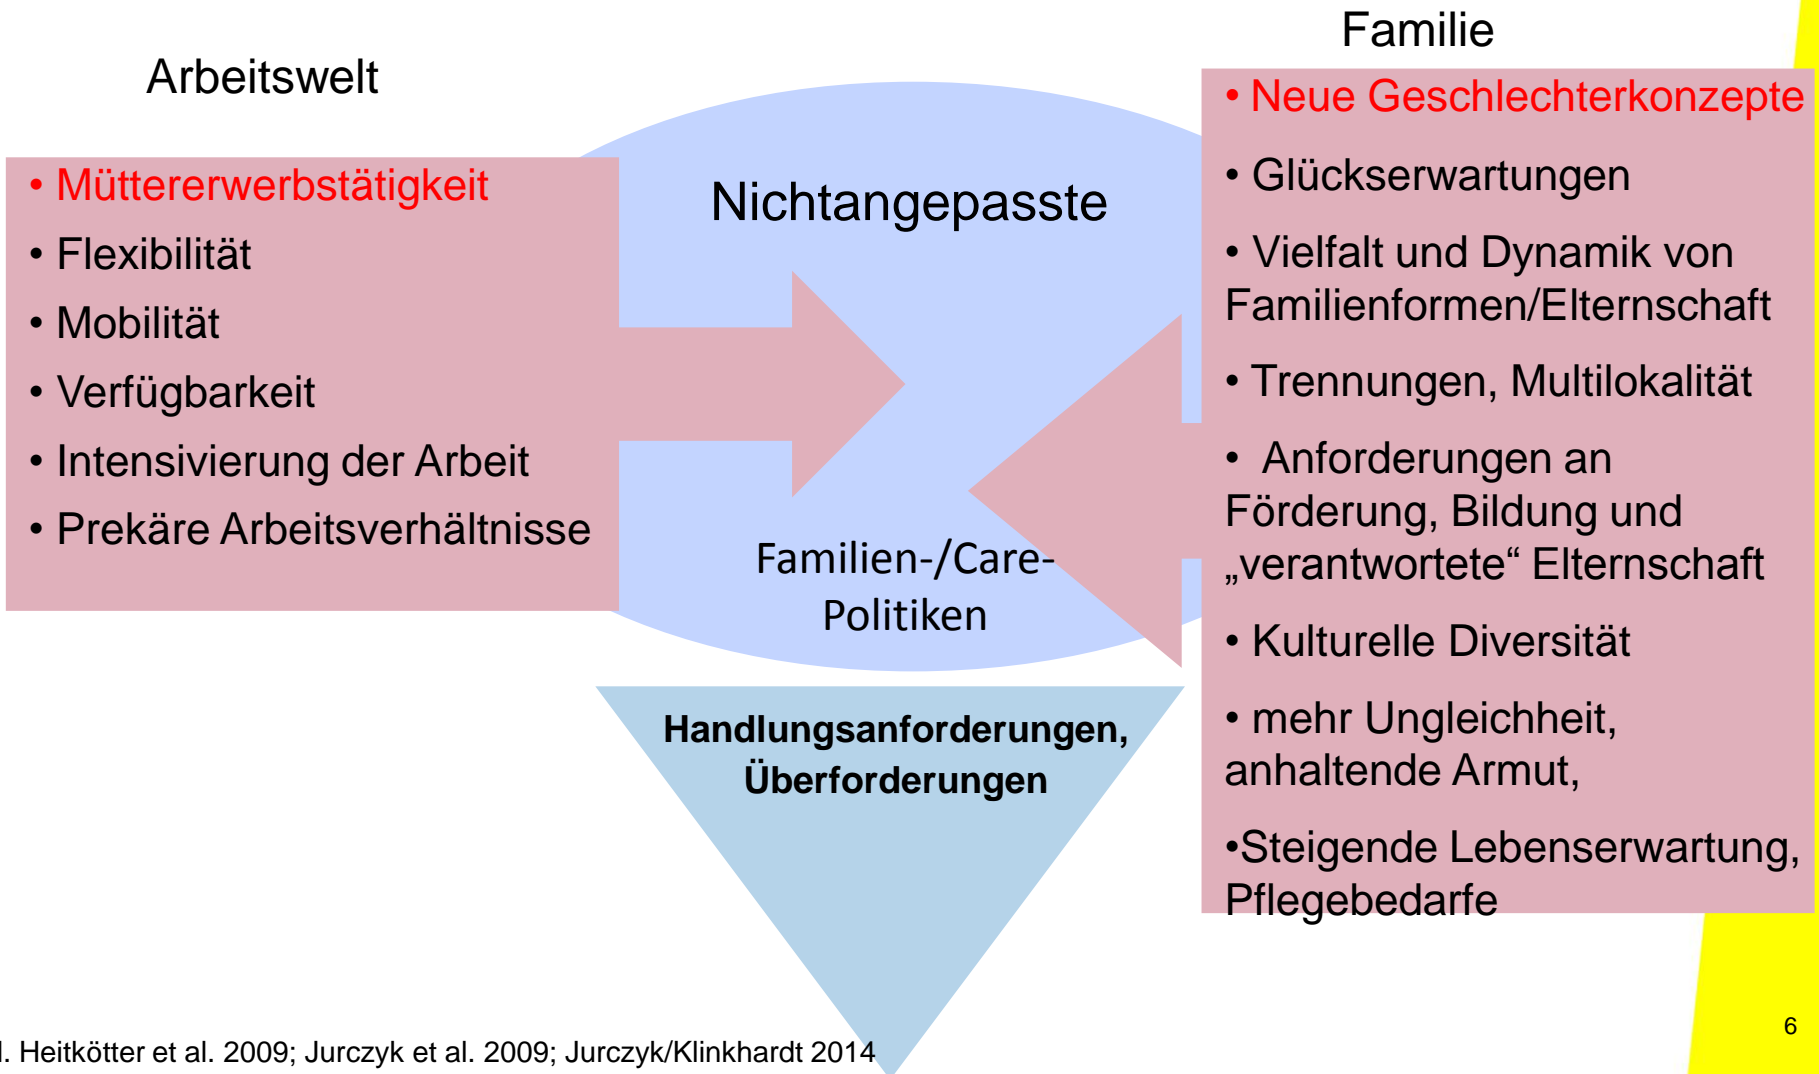 Arbeitswelt
• Müttererwerbstätigkeit
• Flexibilität
• Mobilität
• Verfügbarkeit
• Intensivierung der Arbeit
• Prekäre Arbeitsverhältnisse
Nichtangepasste
Familien-/Care-
Politiken
Handlungsanforderungen,
Überforderungen
Familie
• Neue Geschlechterkonzepte
• Glückserwartungen
• Vielfalt und Dynamik von
Familienformen/Elternschaft
• Trennungen, Multilokalität
• Anforderungen an
Förderung, Bildung und
„verantwortete“ Elternschaft
• Kulturelle Diversität
• mehr Ungleichheit,
anhaltende Armut,
•Steigende Lebenserwartung,
Pflegebedarfe
l. Heitkötter et al. 2009; Jurczyk et al. 2009; Jurczyk/Klinkhardt 2014
6